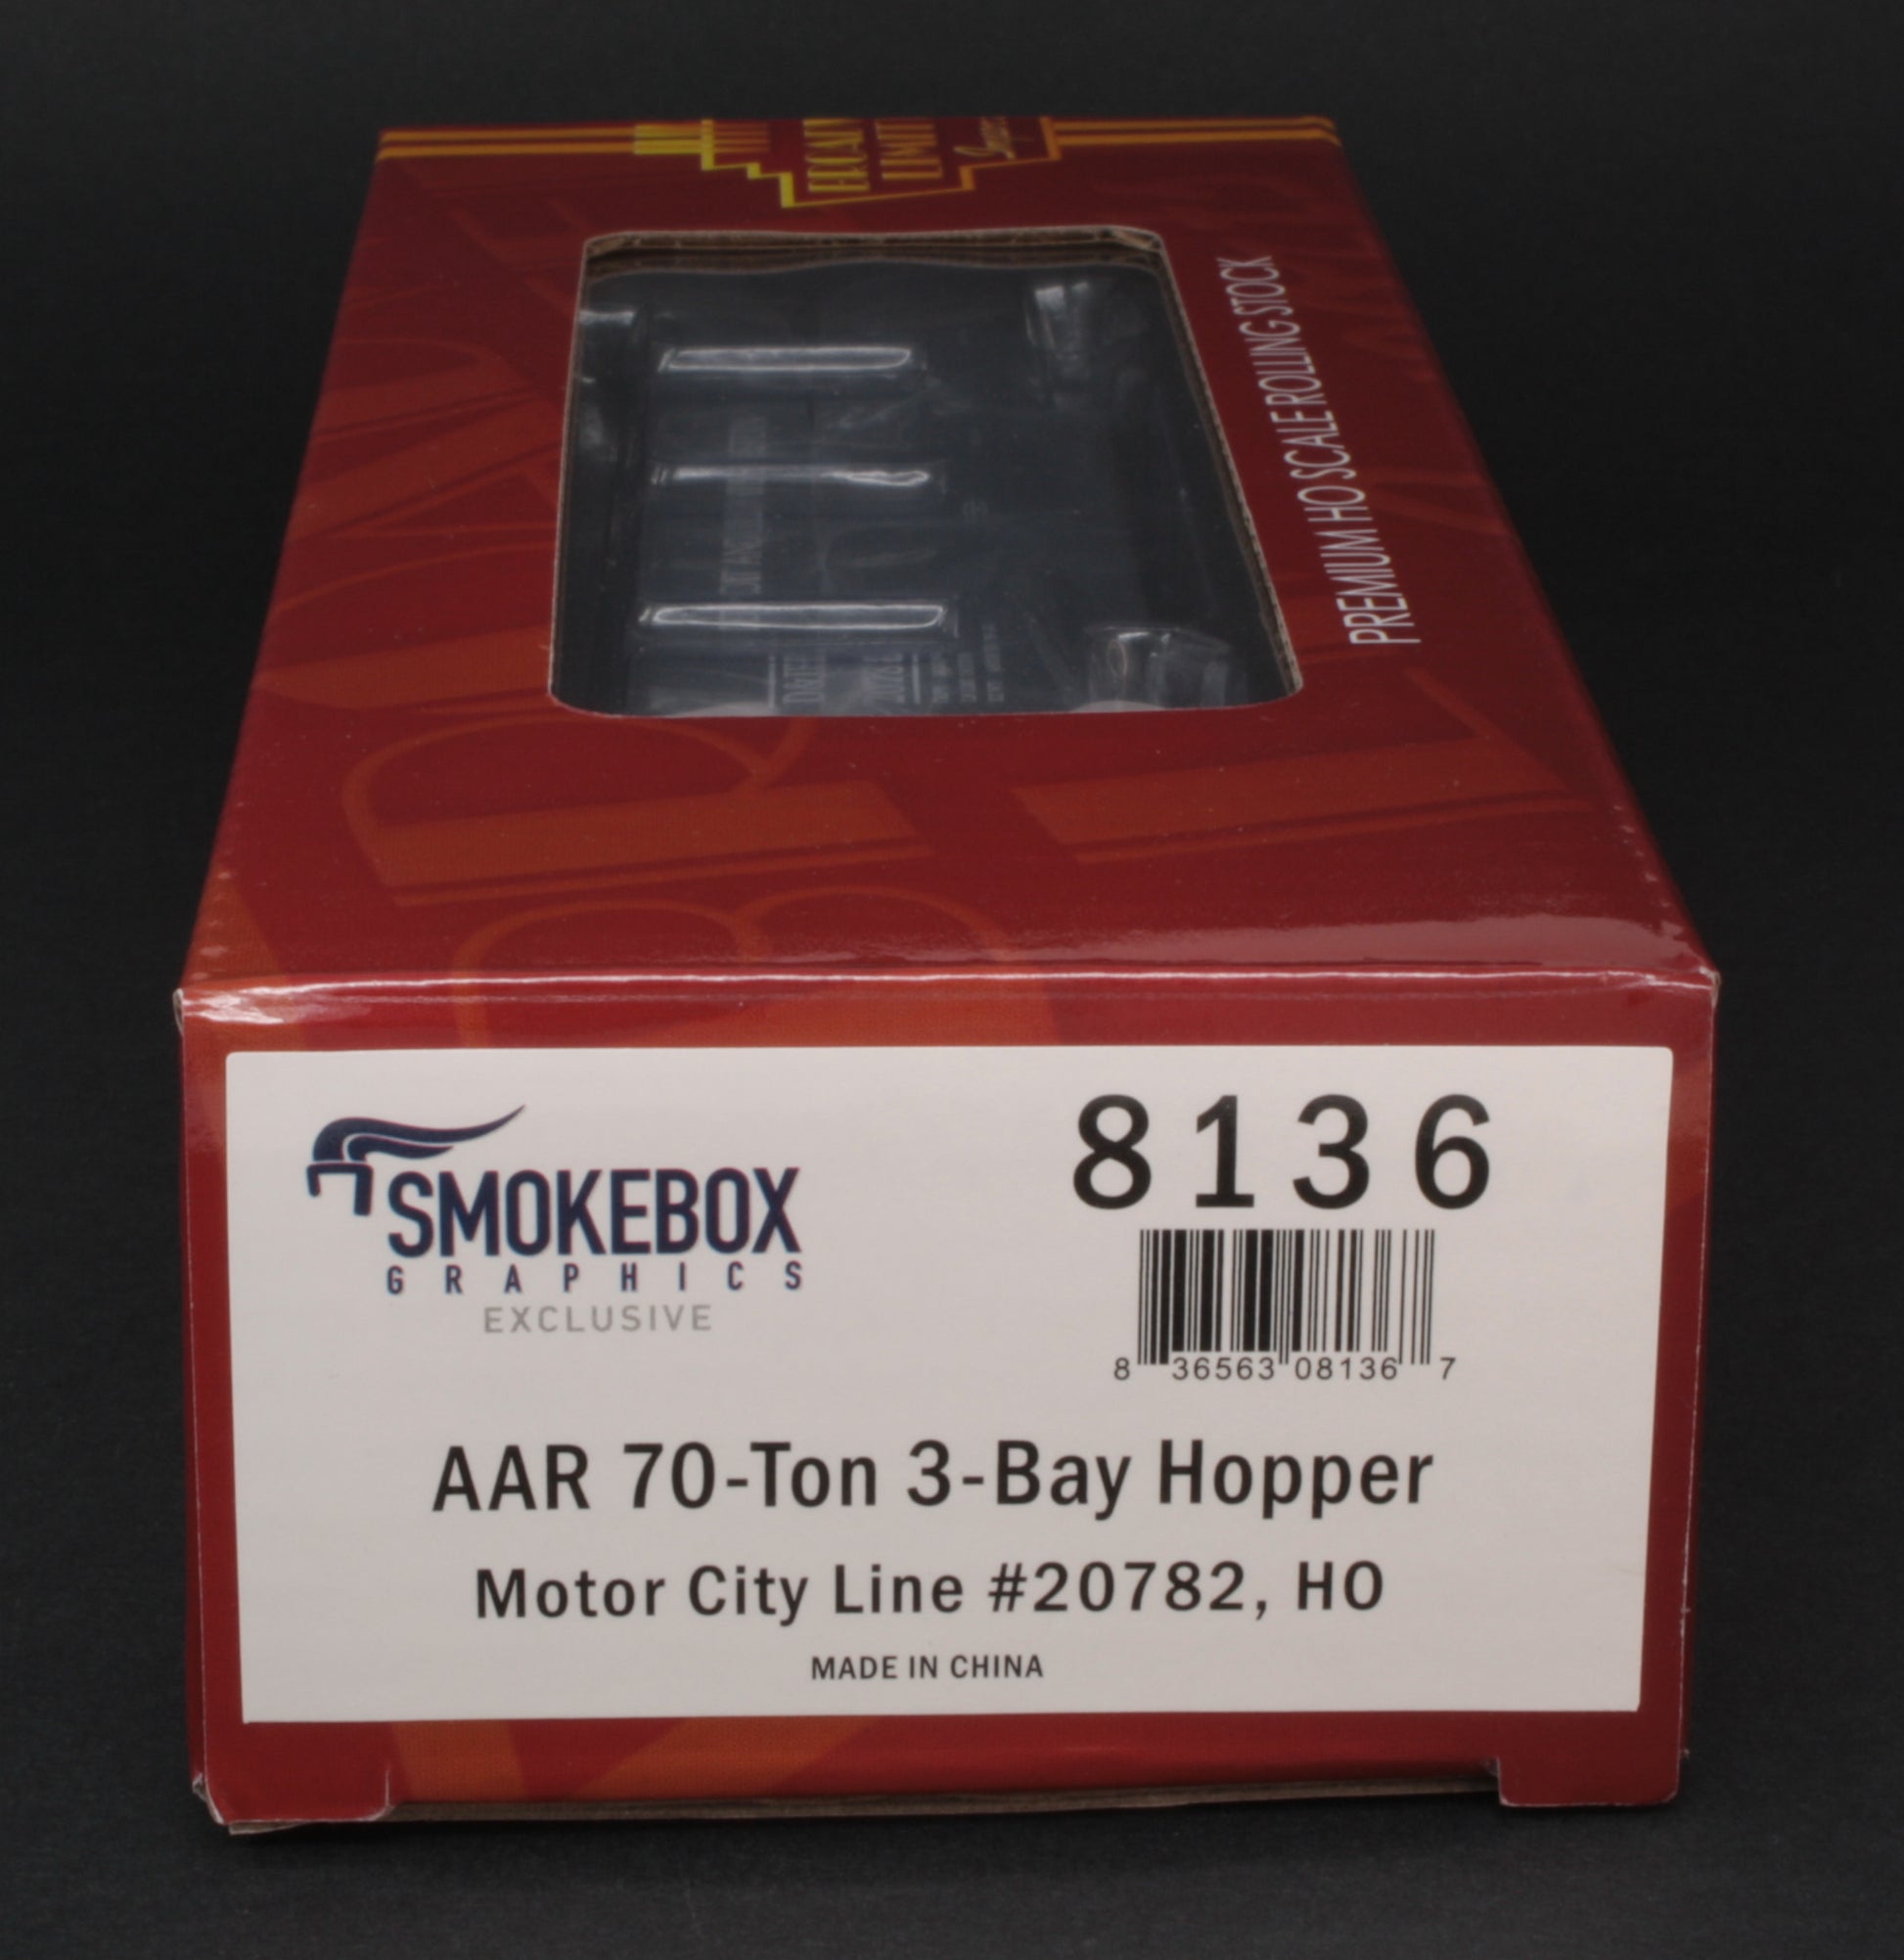 LIMIT
PREMIUM HO SCALE ROLLING STOCK
SMOKEBOX
GRAPHICS
EXCLUSIVE
8136
8 36563 08136 7
AAR 70-Ton 3-Bay Hopper
Motor City Line #20782, HO
MADE IN CHINA